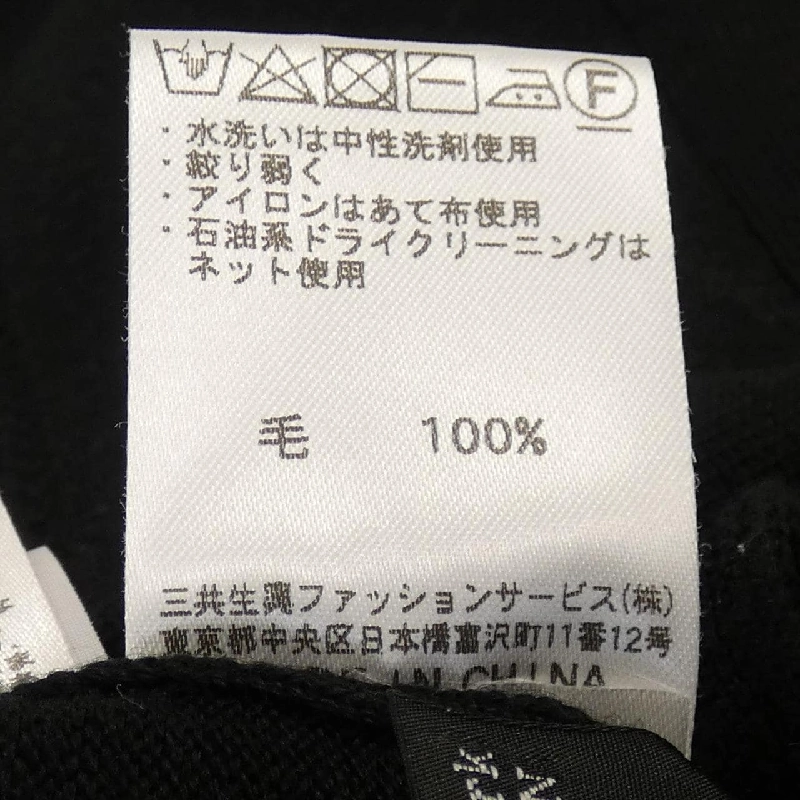 F
・水洗いは中性洗剤使用
・絞り弱く
・アイロンはあて布使用
・石油系ドライクリーニングは
ネット使用
毛 100%
三共生興ファッションサービス(株)
東京都中央区日本橋富沢町11番12号
IN CHINA